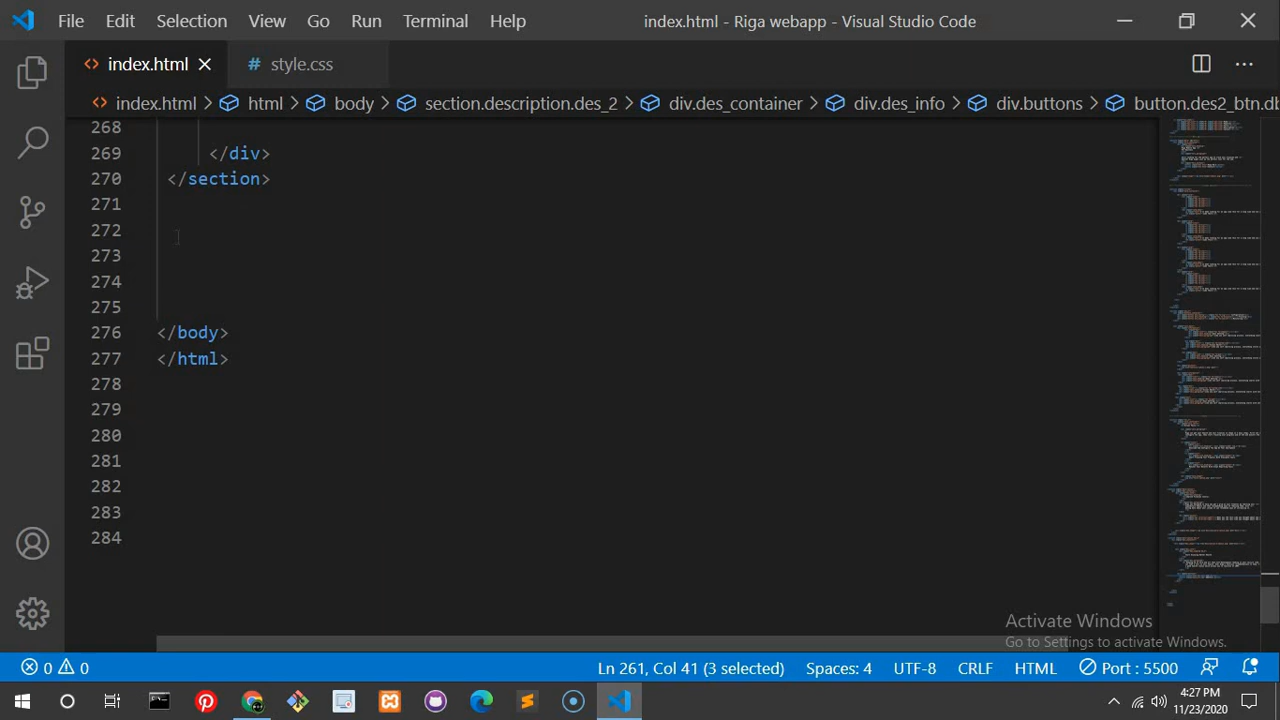 File Edit Selection View Go Run Terminal Help index.html - Riga webapp - Visual Studio Code
index.html style.css
index.html html body section.description.des_2 div.des_container div.des_info div.buttons button.des2_btn.db
268
269 </div>
270 </section>
271
272
273
274
275
276 </body>
277 </html>
278
279
280
281
282
283
284
Activate Windows
Go to Settings to activate Windows.
0 0 Ln 261, Col 41 (3 selected) Spaces: 4 UTF-8 CRLF HTML Port : 5500
4:27 PM
11/23/2020